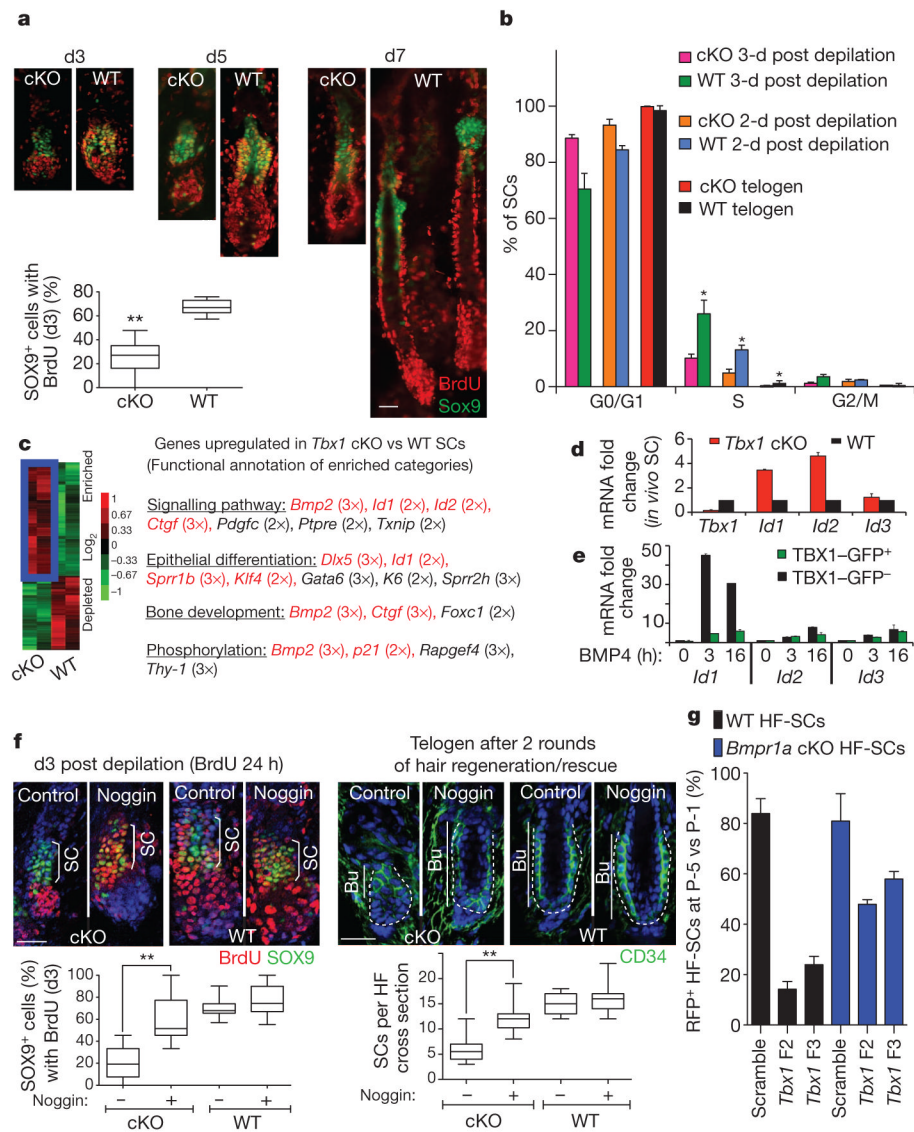 a
d3
d5
d7
cKO
WT
cKO
WT
cKO
WT
BrdU
Sox9
SOX9+ cells with
BrdU (d3) (%)
80
60
40
20
0
**
cKO
WT
b
cKO 3-d post depilation
WT 3-d post depilation
cKO 2-d post depilation
WT 2-d post depilation
cKO telogen
WT telogen
% of SCs
100
80
60
40
20
0
*
*
*
G0/G1
S
G2/M
c
Genes upregulated in Tbx1 cKO vs WT SCs
(Functional annotation of enriched categories)
Signalling pathway: Bmp2 (3×), Id1 (2×), Id2 (2×),
Ctgf (3×), Pdgfc (2×), Ptpre (2×), Txnip (2×)
Epithelial differentiation: Dlx5 (3×), Id1 (2×),
Sprr1b (3×), Klf4 (2×), Gata6 (3×), K6 (2×), Sprr2h (3×)
Bone development: Bmp2 (3×), Ctgf (3×), Foxc1 (2×)
Phosphorylation: Bmp2 (3×), p21 (2×), Rapgef4 (3×),
Thy-1 (3×)
Enriched
Depleted
Log2
1
0.67
0.33
0
−0.33
−0.67
−1
cKO
WT
d
mRNA fold
change
(in vivo SC)
6
4
2
0
Tbx1 cKO
WT
Tbx1
Id1
Id2
Id3
e
mRNA fold
change
50
30
10
0
TBX1–GFP+
TBX1–GFP−
BMP4 (h):
0 3 16
0 3 16
0 3 16
Id1
Id2
Id3
f
d3 post depilation (BrdU 24 h)
Control
Noggin
Control
Noggin
SC
SC
SC
SC
cKO
WT
BrdU SOX9
SOX9+ cells (%)
with BrdU (d3)
100
80
60
40
20
0
**
Noggin:
− + − +
cKO
WT
Telogen after 2 rounds
of hair regeneration/rescue
Control
Noggin
Control
Noggin
Bu
Bu
Bu
Bu
cKO
WT
CD34
SCs per HF
cross section
20
15
10
5
0
**
Noggin:
− + − +
cKO
WT
g
WT HF-SCs
Bmpr1a cKO HF-SCs
RFP+ HF-SCs at P-5 vs P-1 (%)
100
80
60
40
20
0
Scramble
Tbx1 F2
Tbx1 F3
Scramble
Tbx1 F2
Tbx1 F3